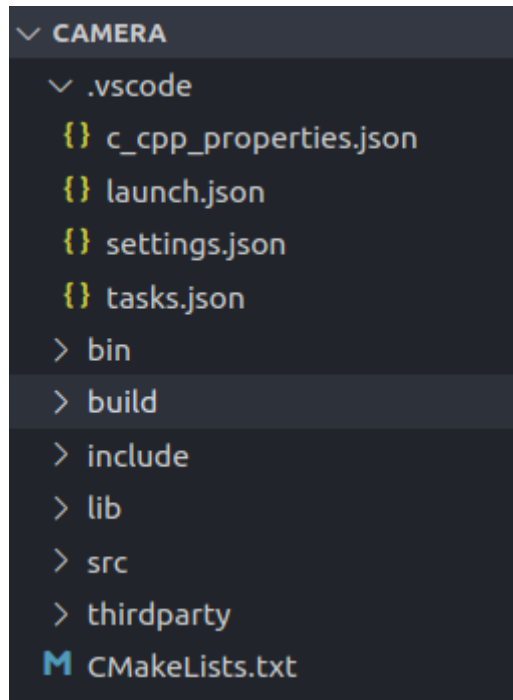 CAMERA
.vscode
{} c_cpp_properties.json
{} launch.json
{} settings.json
{} tasks.json
bin
build
include
lib
src
thirdparty
M CMakeLists.txt